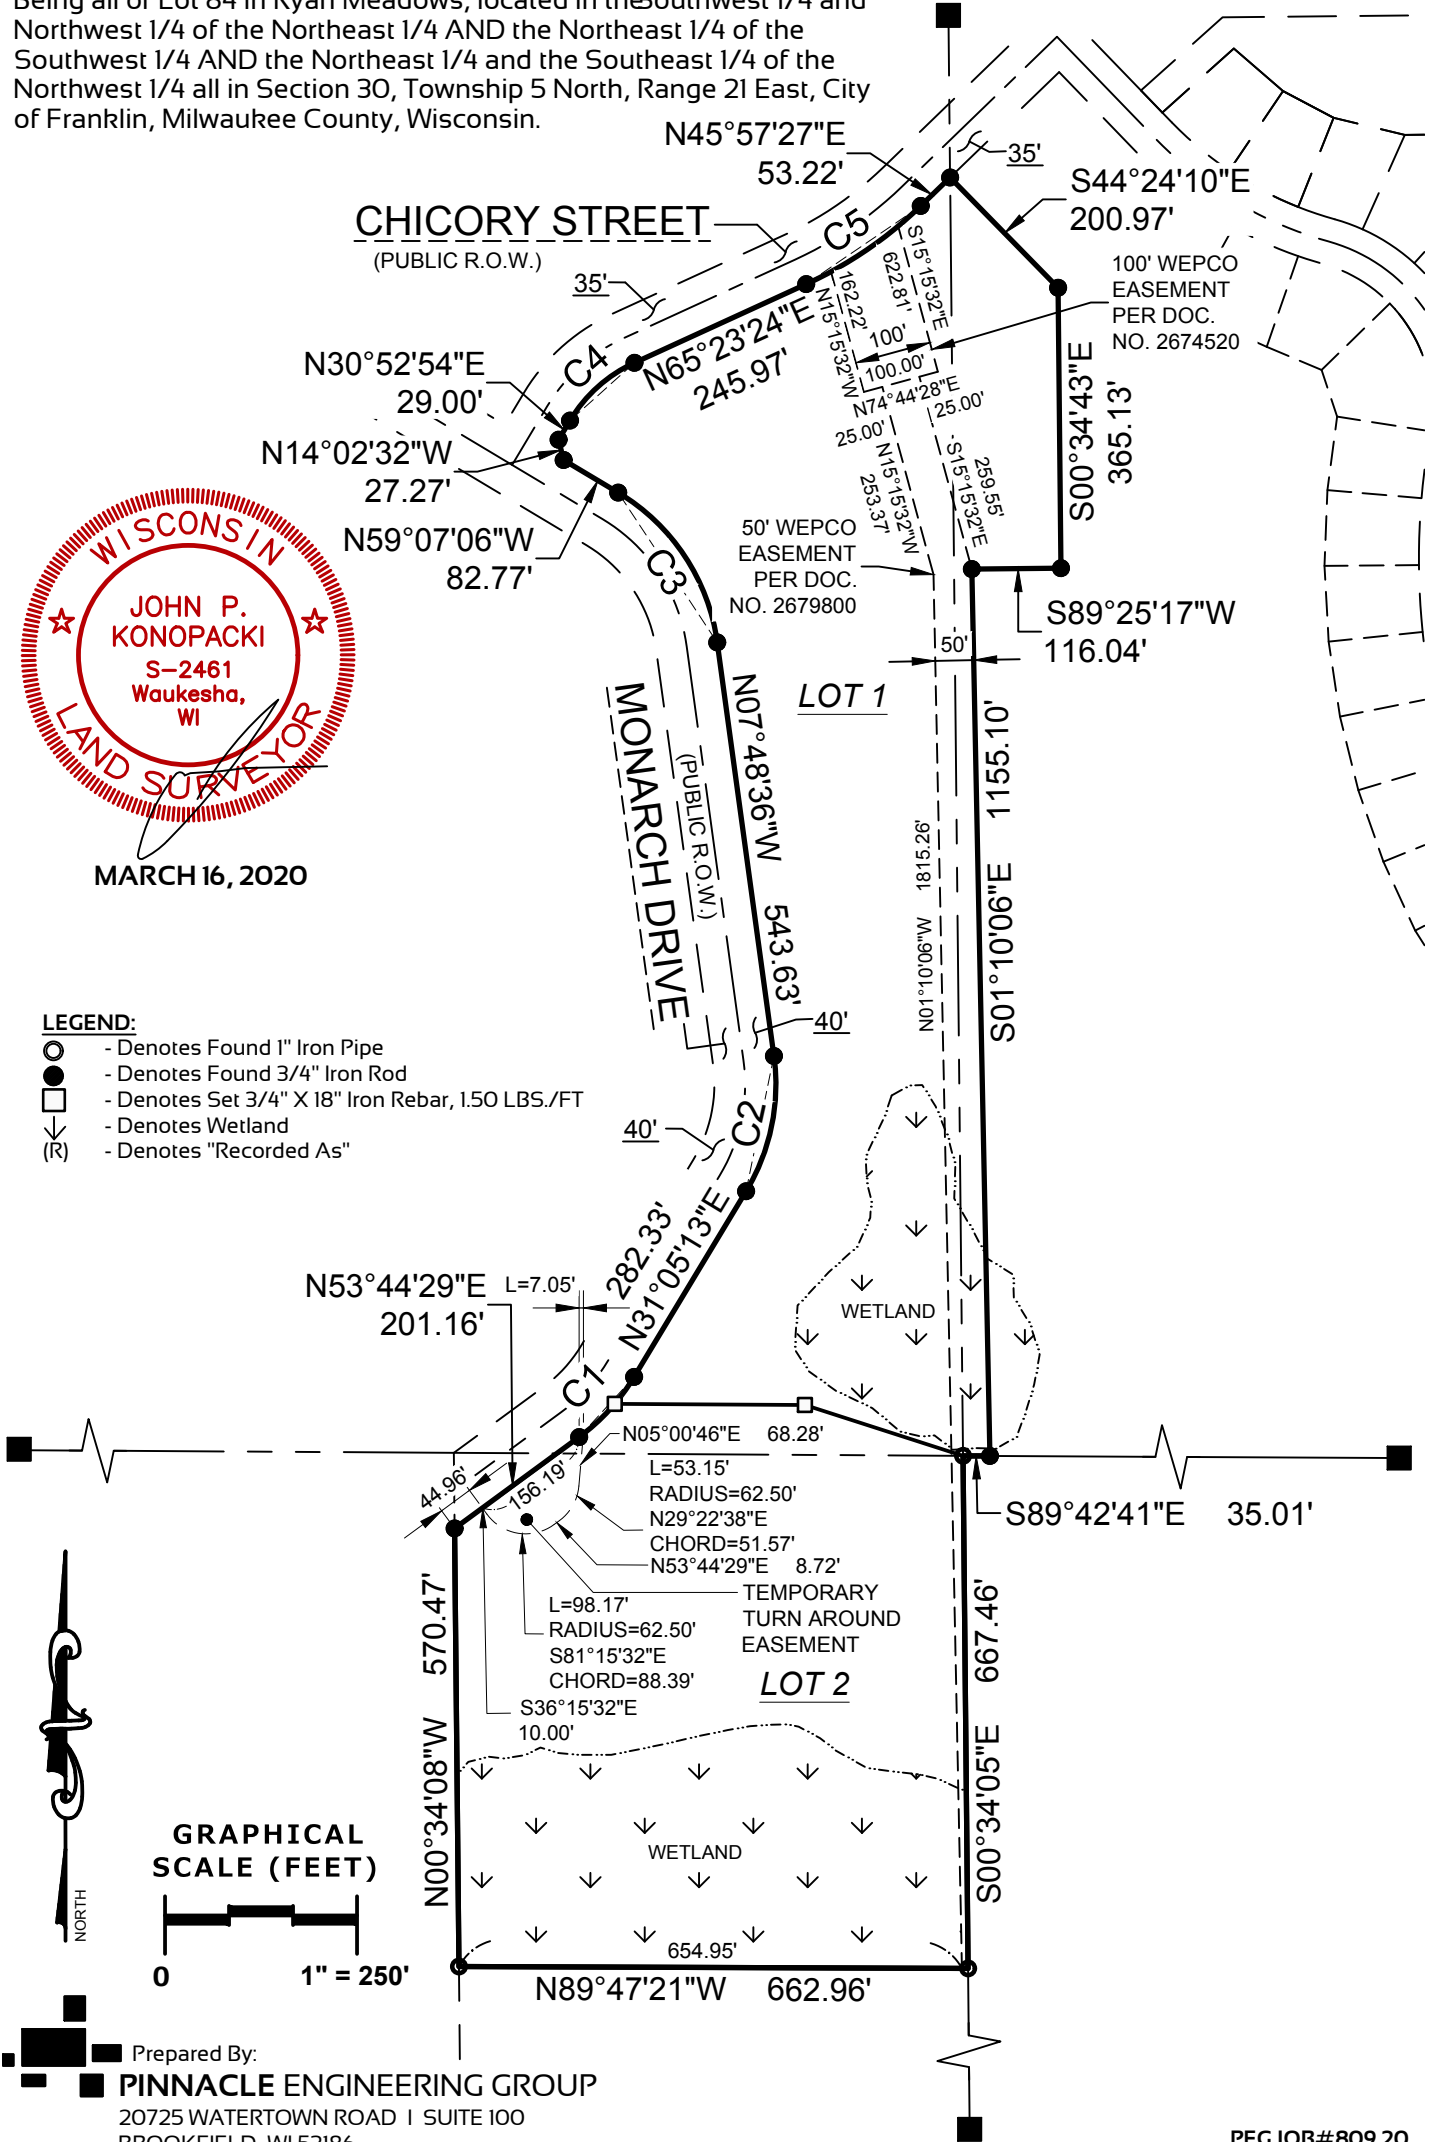 Being all of Lot 84 in Ryan Meadows, located in the Southwest 1/4 and
Northwest 1/4 of the Northeast 1/4 AND the Northeast 1/4 of the
Southwest 1/4 AND the Northeast 1/4 and the Southeast 1/4 of the
Northwest 1/4 all in Section 30, Township 5 North, Range 21 East, City
of Franklin, Milwaukee County, Wisconsin.
N45°57'27"E
53.22'
35'
S44°24'10"E
200.97'
CHICORY STREET
(PUBLIC R.O.W.)
C5
35'
100' WEPCO
EASEMENT
PER DOC.
NO. 2674520
S15°15'32"E
622.81'
162.22'
N15°15'32"W
100'
100.00'
N74°44'28"E
25.00'
25.00'
N65°23'24"E
245.97'
C4
N30°52'54"E
29.00'
N14°02'32"W
27.27'
N59°07'06"W
82.77'
S00°34'43"E
365.13'
N15°15'32"W
253.37'
259.55'
S15°15'32"E
50' WEPCO
EASEMENT
PER DOC.
NO. 2679800
C3
S89°25'17"W
116.04'
50'
WISCONSIN
JOHN P.
KONOPACKI
S-2461
Waukesha,
WI
LAND SURVEYOR
MARCH 16, 2020
LOT 1
MONARCH DRIVE
(PUBLIC R.O.W.)
N07°48'36"W 543.63'
N01°10'06"W 1815.26'
S01°10'06"E 1155.10'
40'
LEGEND:
- Denotes Found 1" Iron Pipe
- Denotes Found 3/4" Iron Rod
- Denotes Set 3/4" X 18" Iron Rebar, 1.50 LBS./FT
- Denotes Wetland
(R) - Denotes "Recorded As"
40'
C2
282.33'
N31°05'13"E
N53°44'29"E
201.16'
L=7.05'
C1
WETLAND
N05°00'46"E 68.28'
44.96'
156.19'
L=53.15'
RADIUS=62.50'
N29°22'38"E
CHORD=51.57'
N53°44'29"E 8.72'
S89°42'41"E 35.01'
TEMPORARY
TURN AROUND
EASEMENT
L=98.17'
RADIUS=62.50'
S81°15'32"E
CHORD=88.39'
S36°15'32"E
10.00'
LOT 2
N00°34'08"W 570.47'
S00°34'05"E 667.46'
WETLAND
654.95'
N89°47'21"W 662.96'
NORTH
GRAPHICAL
SCALE (FEET)
0 1" = 250'
Prepared By:
PINNACLE ENGINEERING GROUP
20725 WATERTOWN ROAD | SUITE 100
BROOKFIELD, WI 53186
PEG JOB#809.20